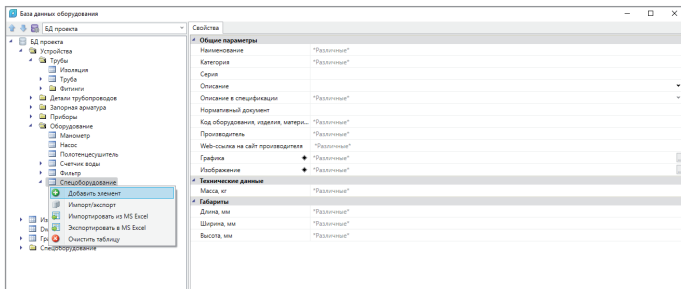 База данных оборудования
БД проекта
Свойства
БД проекта
Устройства
Трубы
Изоляция
Труба
Фитинги
Детали трубопроводов
Запорная арматура
Приборы
Оборудование
Манометр
Насос
Полотенцесушитель
Счетчик воды
Фильтр
Спецоборудование
Добавить элемент
Импорт/экспорт
Импортировать из MS Excel
Экспортировать в MS Excel
Очистить таблицу
Спецоборудование
Общие параметры
Наименование *Различные*
Категория *Различные*
Серия
Описание
Описание в спецификации *Различные*
Нормативный документ
Код оборудования, изделия, матери... *Различные*
Производитель *Различные*
Web-ссылка на сайт производителя *Различные*
Графика *Различные*
Изображение *Различные*
Технические данные
Масса, кг *Различные*
Габариты
Длина, мм *Различные*
Ширина, мм *Различные*
Высота, мм *Различные*